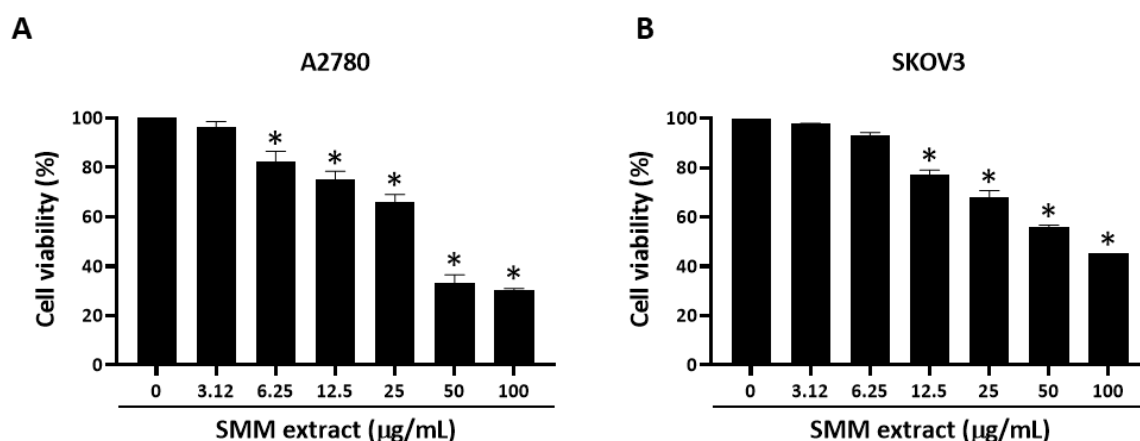 A
A2780
Cell viability (%)
100
80
60
40
20
0
* * * * *
0 3.12 6.25 12.5 25 50 100
SMM extract (µg/mL)
B
SKOV3
Cell viability (%)
100
80
60
40
20
0
* * * *
0 3.12 6.25 12.5 25 50 100
SMM extract (µg/mL)